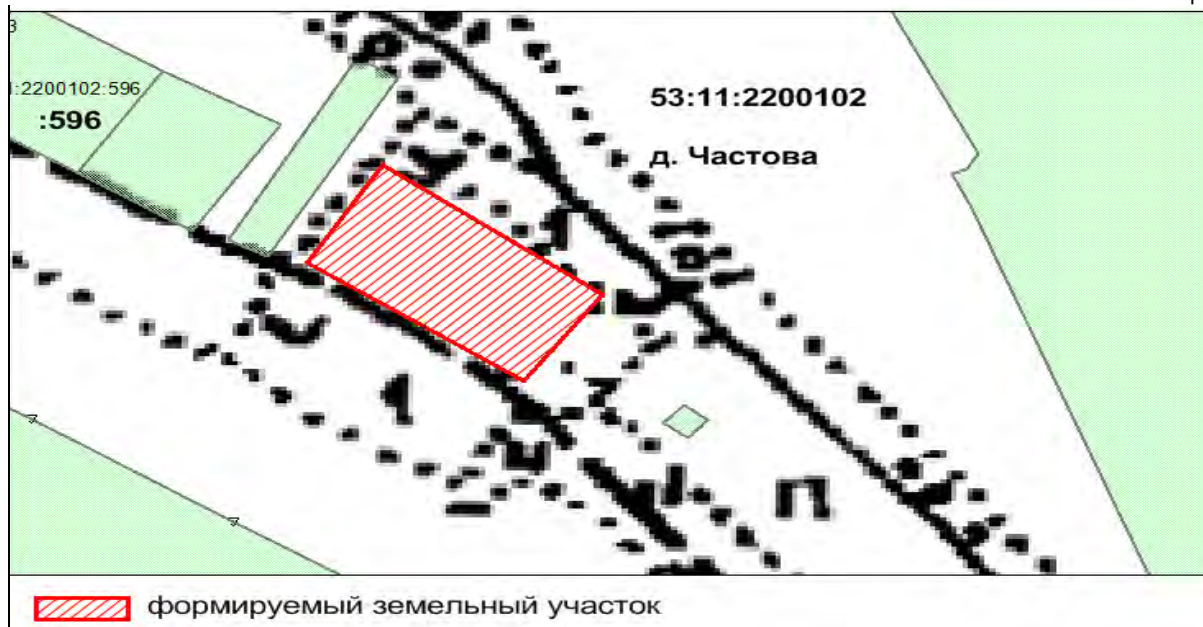 53:11:2200102
:2200102:596
:596
д. Частова
формируемый земельный участок